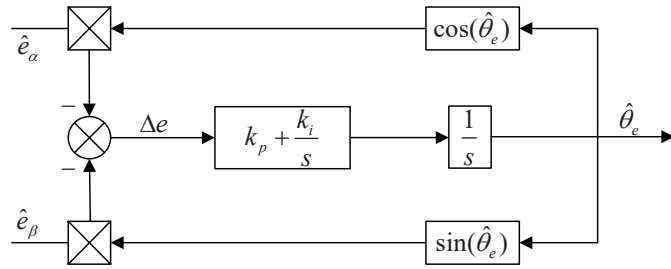 ê_α
cos(θ̂_e)
−
Δe
k_p + k_i/s
1/s
θ̂_e
−
ê_β
sin(θ̂_e)